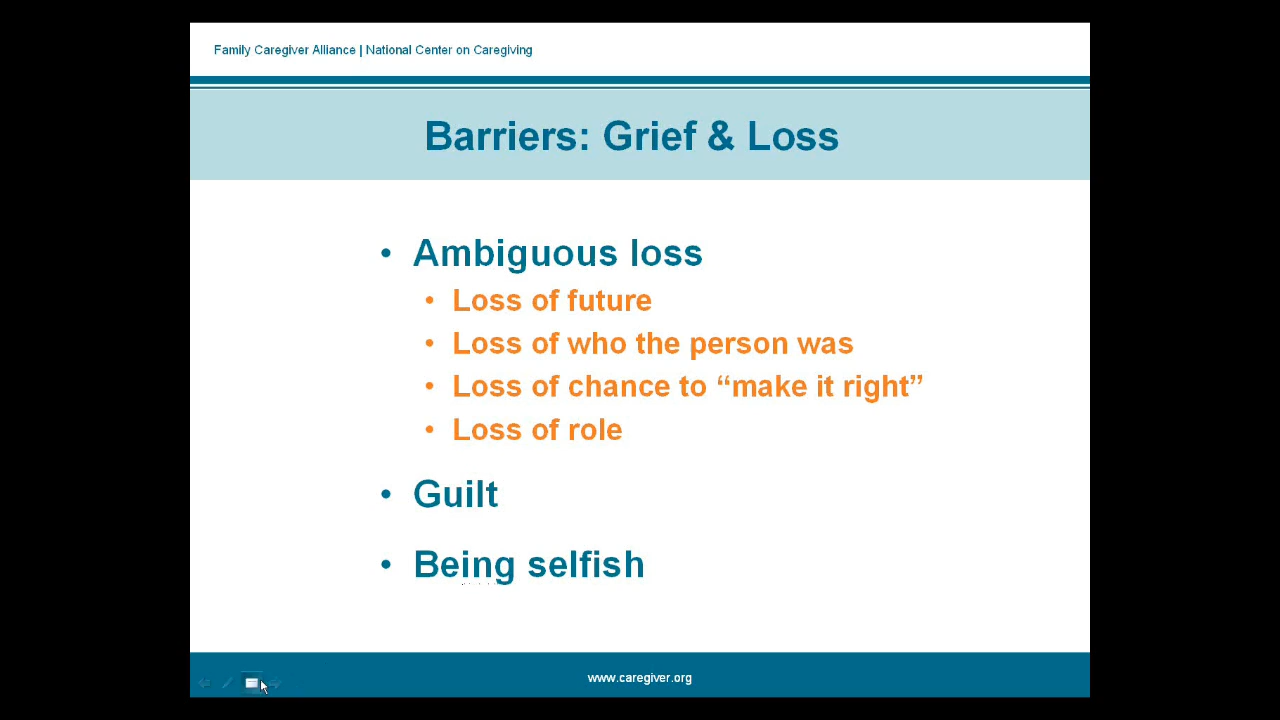 Family Caregiver Alliance | National Center on Caregiving
Barriers: Grief & Loss
• Ambiguous loss
• Loss of future
• Loss of who the person was
• Loss of chance to “make it right”
• Loss of role
• Guilt
• Being selfish
www.caregiver.org